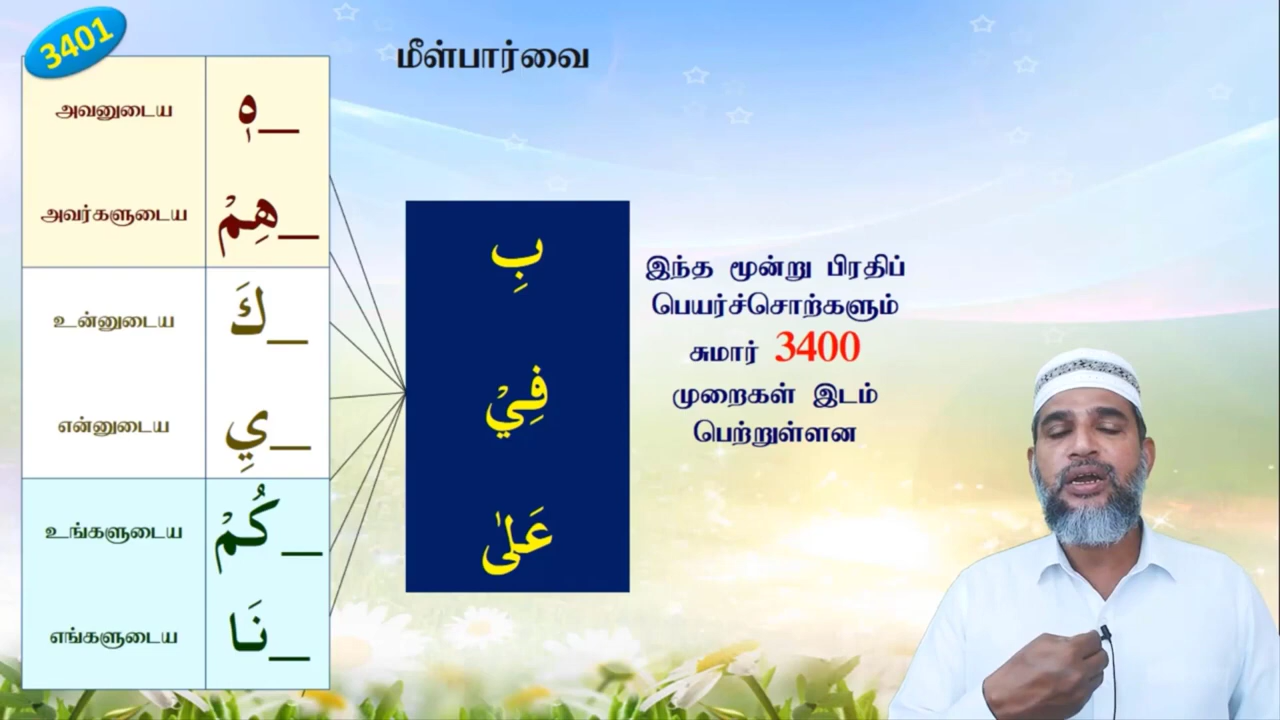 3401
மீள்பார்வை
அவனுடைய ـهٖ
அவர்களுடைய ـهِمْ
உன்னுடைய ـكَ
என்னுடைய ـيِ
உங்களுடைய ـكُمْ
எங்களுடைய ـنَا
بِ
فِيْ
عَلىٰ
இந்த மூன்று பிரதிப்
பெயர்ச்சொற்களும்
சுமார் 3400
முறைகள் இடம்
பெற்றுள்ளன